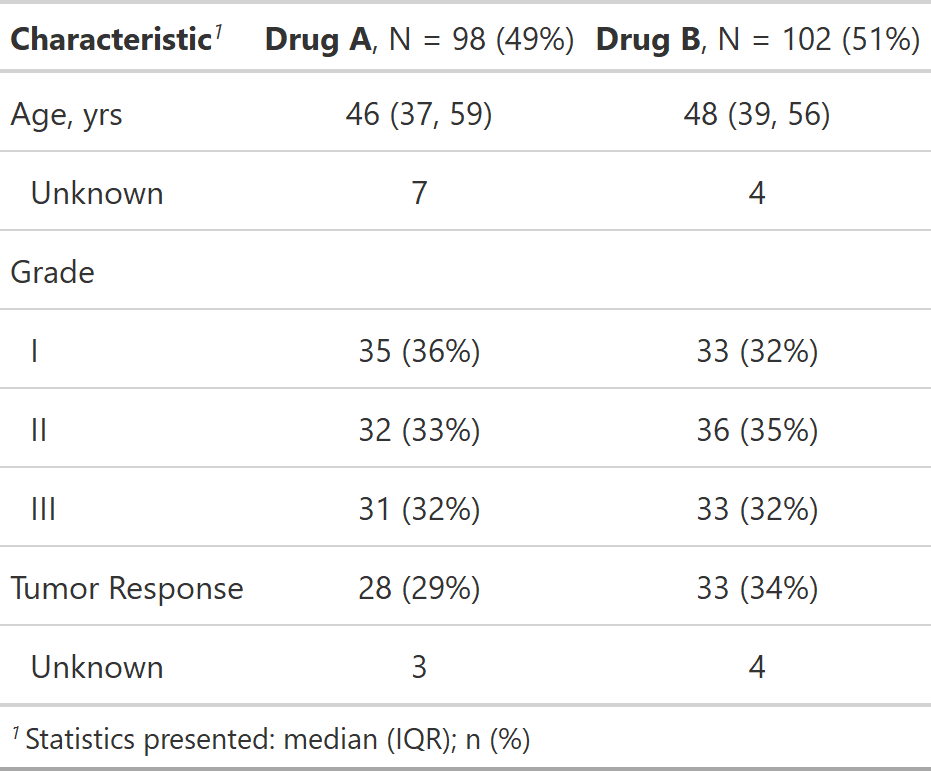 Characteristic1 Drug A, N = 98 (49%) Drug B, N = 102 (51%)
Age, yrs 46 (37, 59) 48 (39, 56)
Unknown 7 4
Grade
I 35 (36%) 33 (32%)
II 32 (33%) 36 (35%)
III 31 (32%) 33 (32%)
Tumor Response 28 (29%) 33 (34%)
Unknown 3 4
1 Statistics presented: median (IQR); n (%)